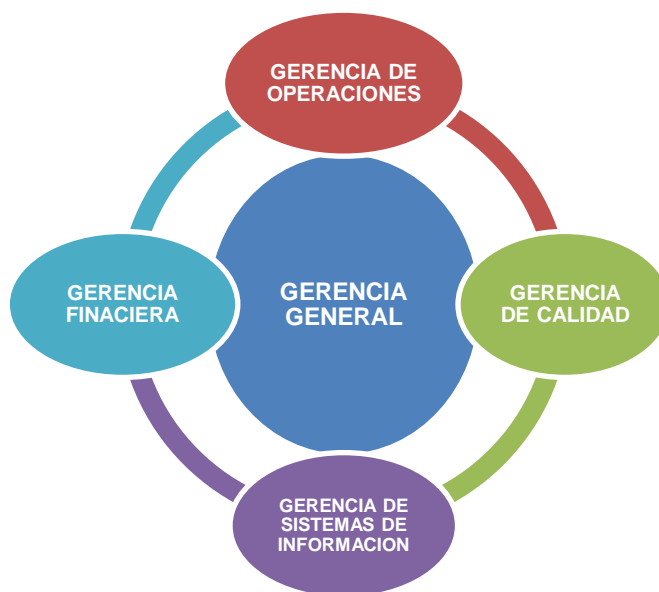 GERENCIA DE
OPERACIONES
GERENCIA
FINACIERA
GERENCIA
GENERAL
GERENCIA
DE CALIDAD
GERENCIA DE
SISTEMAS DE
INFORMACION